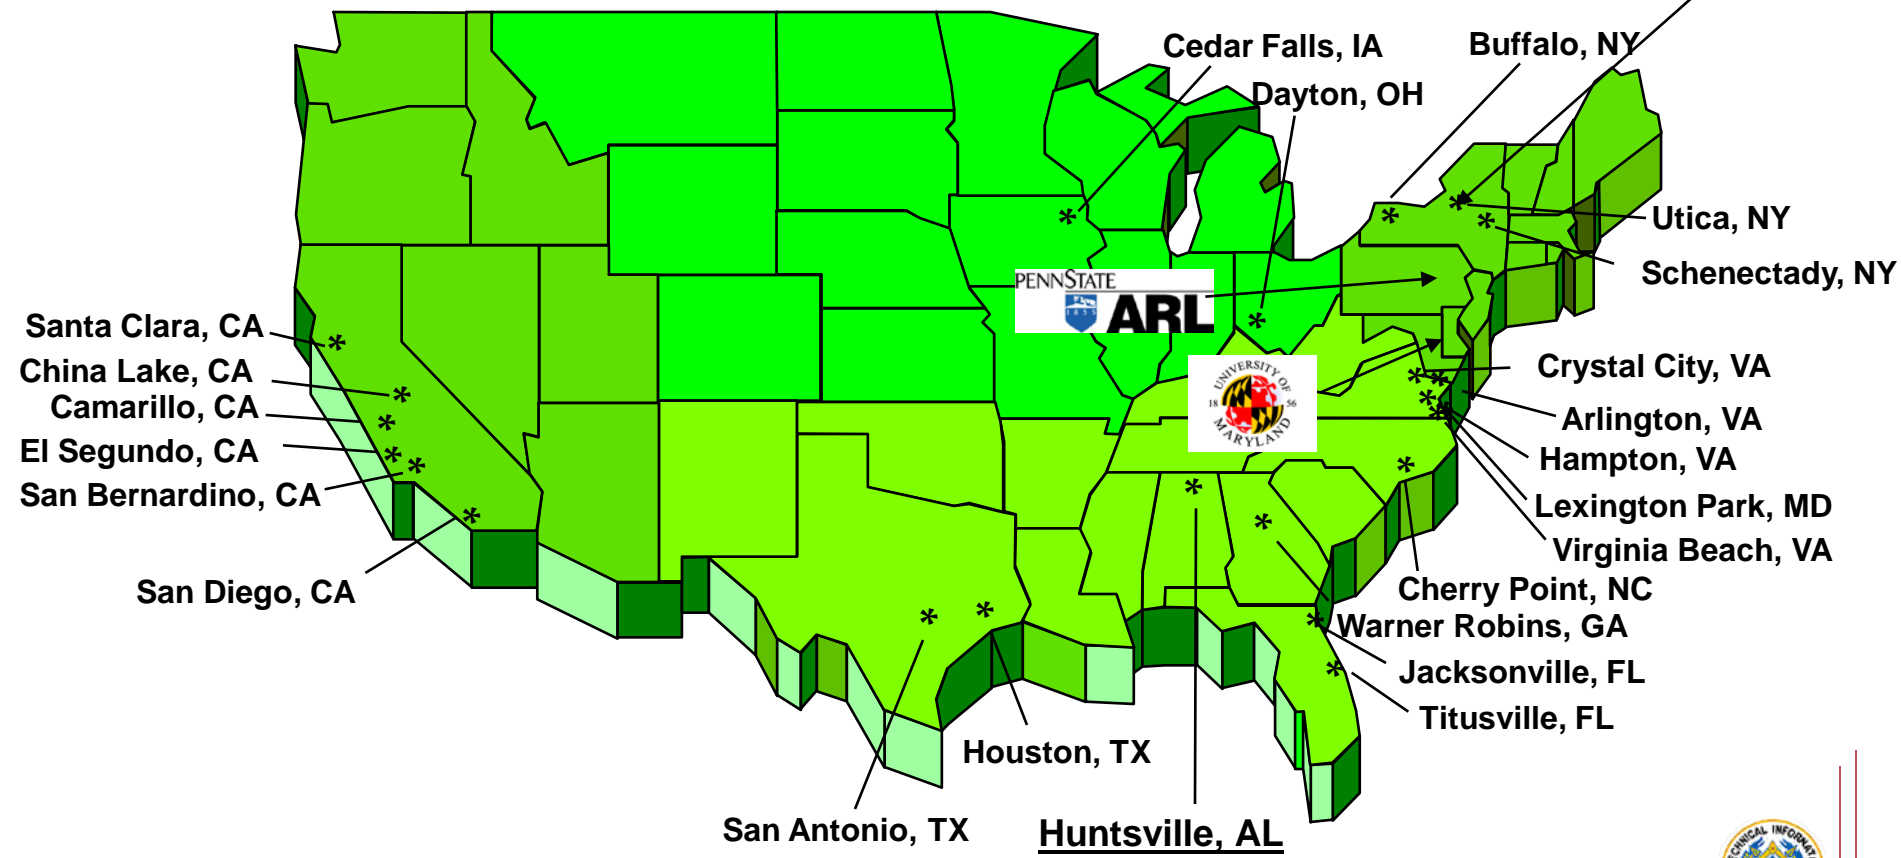 Cedar Falls, IA
Buffalo, NY
Dayton, OH
Utica, NY
Schenectady, NY
PENNSTATE
1855
ARL
Santa Clara, CA
China Lake, CA
Camarillo, CA
El Segundo, CA
San Bernardino, CA
San Diego, CA
UNIVERSITY OF
18 56
MARYLAND
Crystal City, VA
Arlington, VA
Hampton, VA
Lexington Park, MD
Virginia Beach, VA
Cherry Point, NC
Warner Robins, GA
Jacksonville, FL
Titusville, FL
Houston, TX
San Antonio, TX
Huntsville, AL